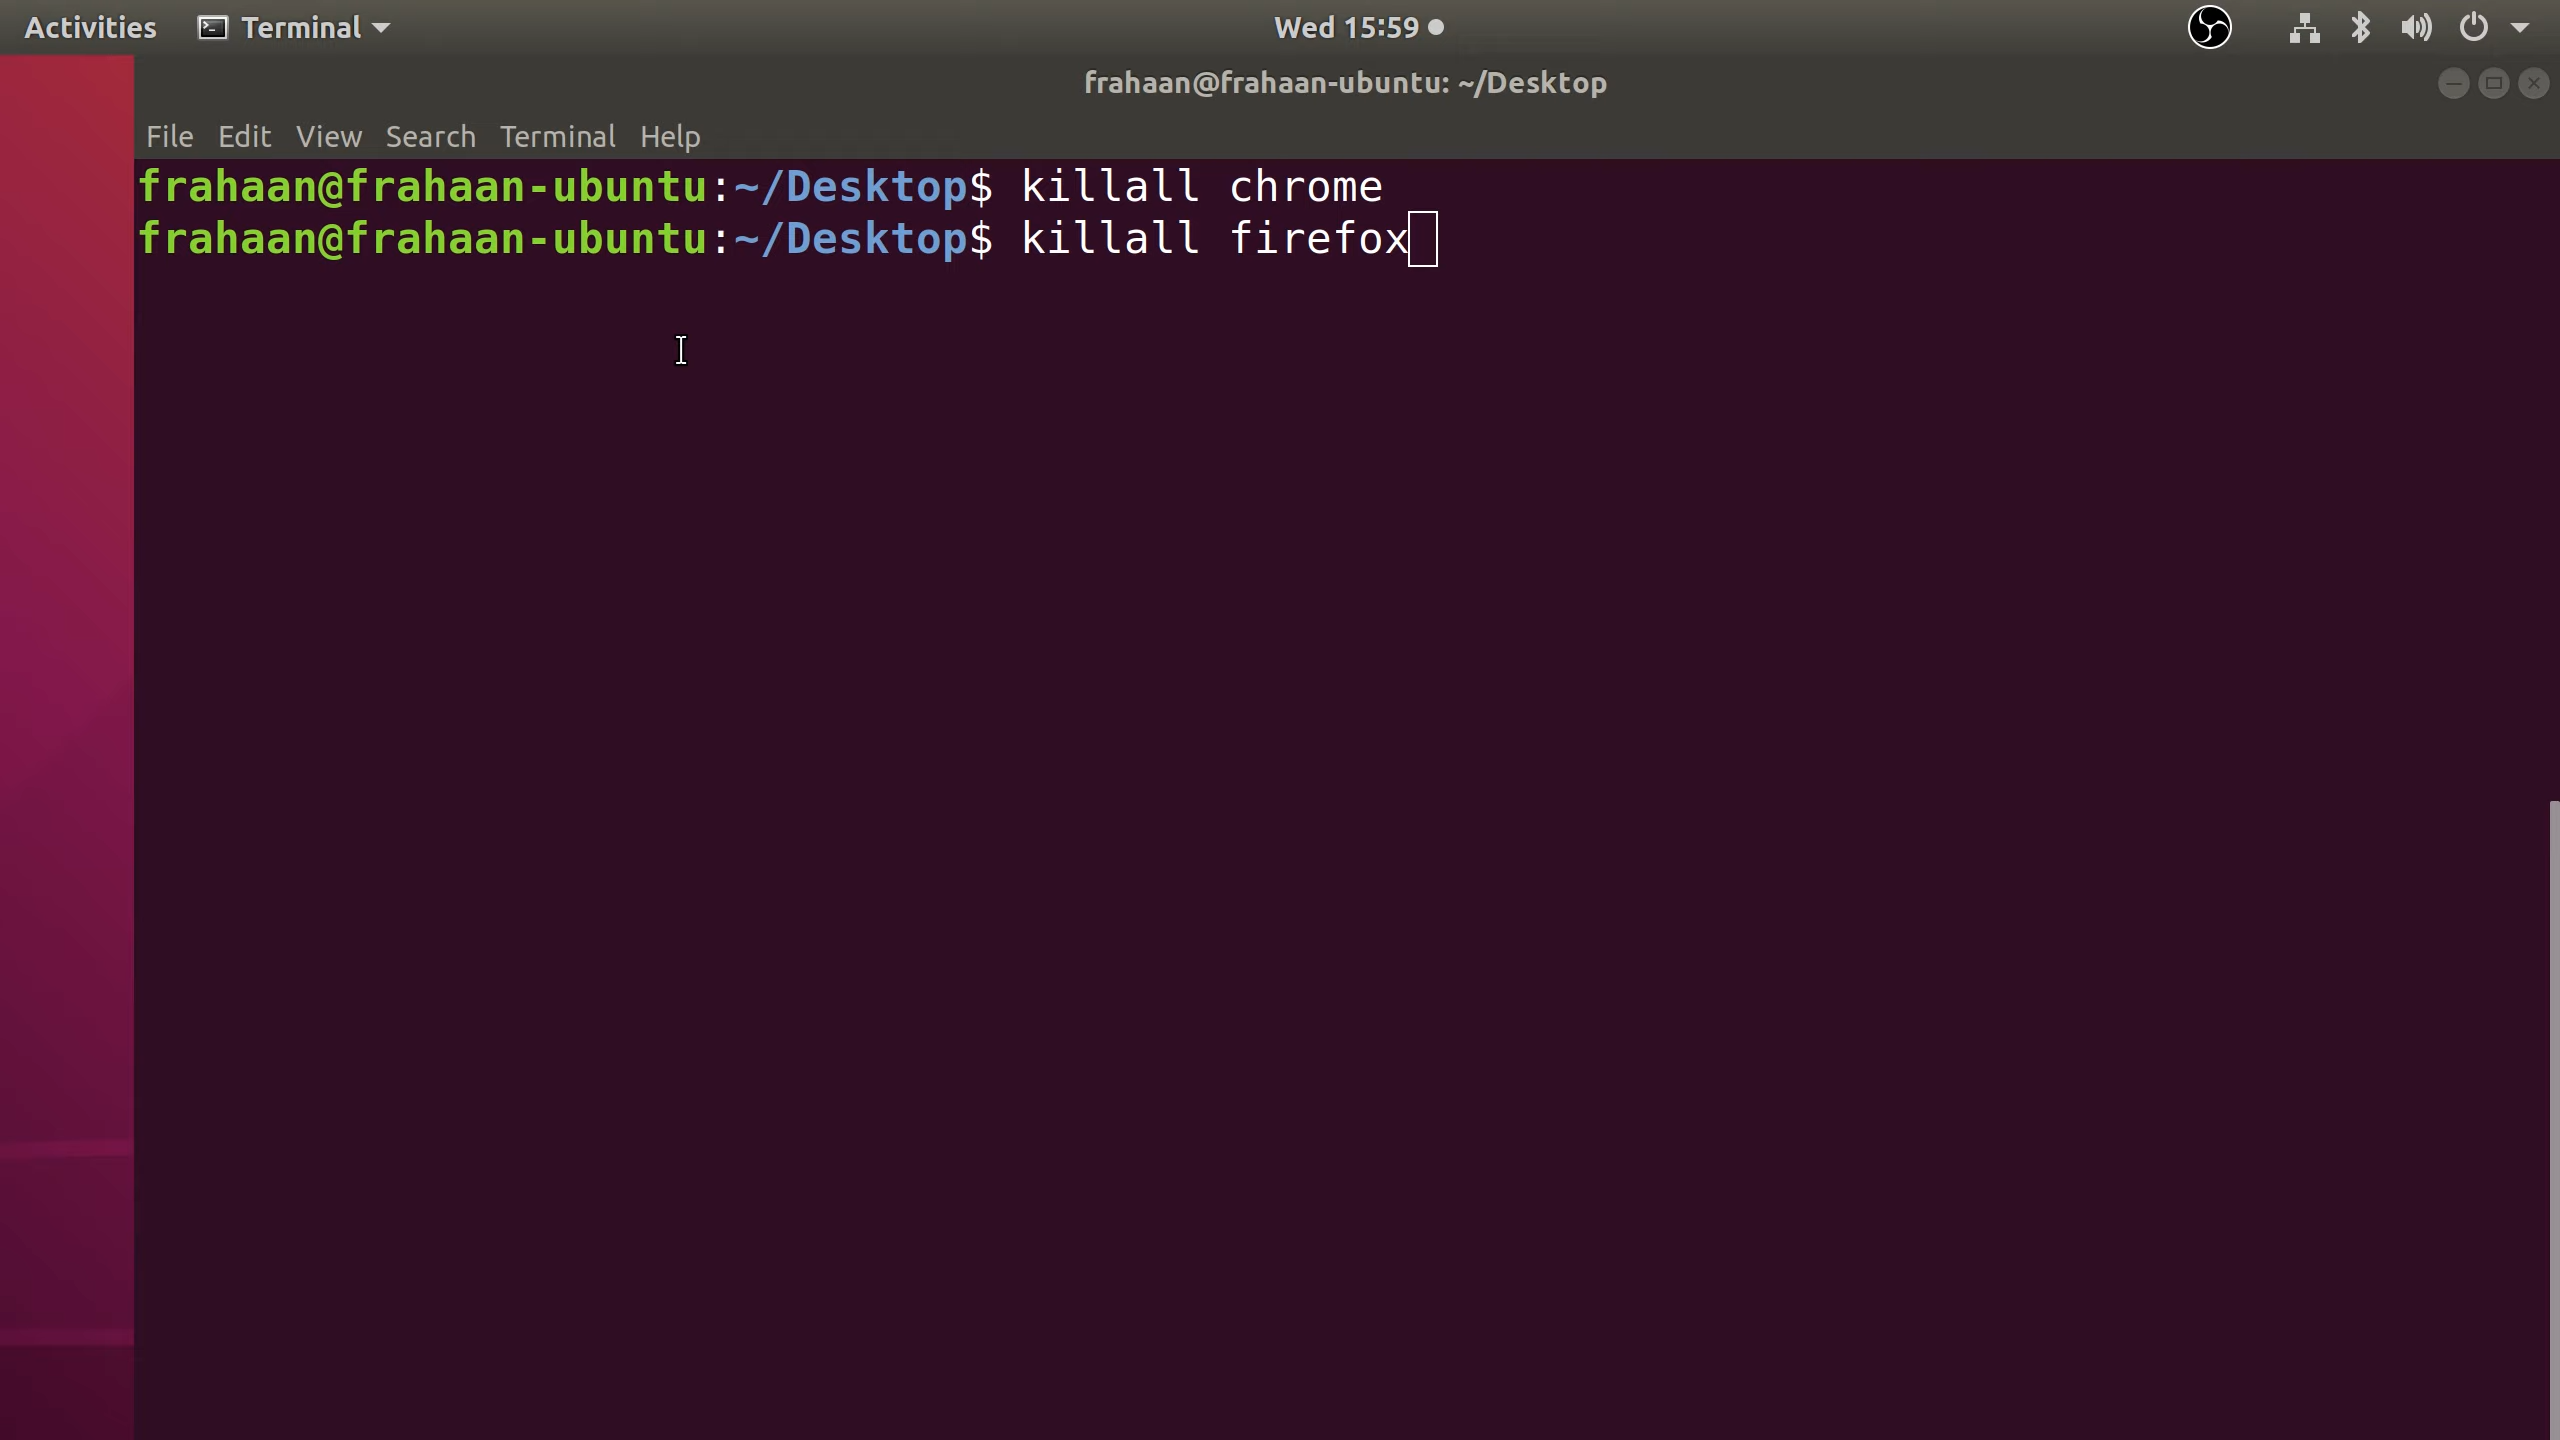 Activities Terminal Wed 15:59
frahaan@frahaan-ubuntu: ~/Desktop
File Edit View Search Terminal Help
frahaan@frahaan-ubuntu:~/Desktop$ killall chrome
frahaan@frahaan-ubuntu:~/Desktop$ killall firefox